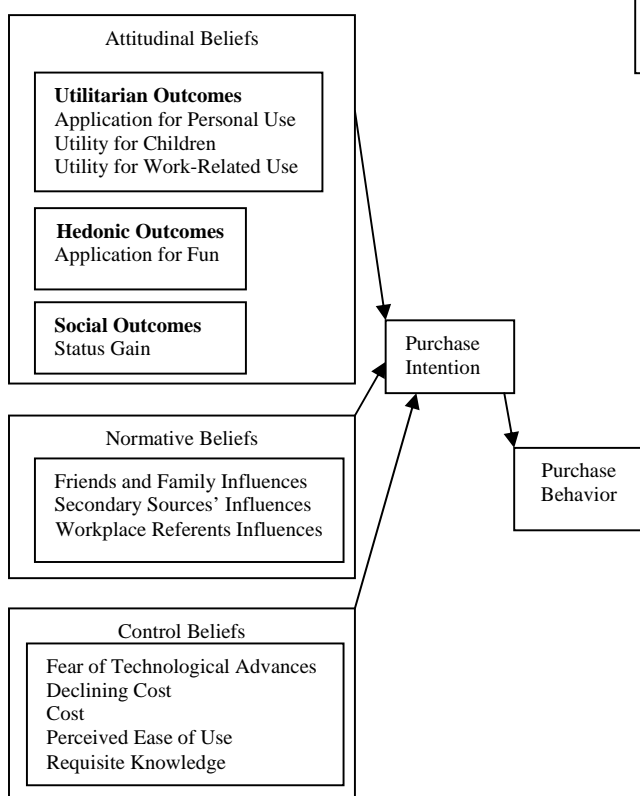 Attitudinal Beliefs
Utilitarian Outcomes
Application for Personal Use
Utility for Children
Utility for Work-Related Use
Hedonic Outcomes
Application for Fun
Social Outcomes
Status Gain
Normative Beliefs
Friends and Family Influences
Secondary Sources’ Influences
Workplace Referents Influences
Control Beliefs
Fear of Technological Advances
Declining Cost
Cost
Perceived Ease of Use
Requisite Knowledge
Purchase
Intention
Purchase
Behavior